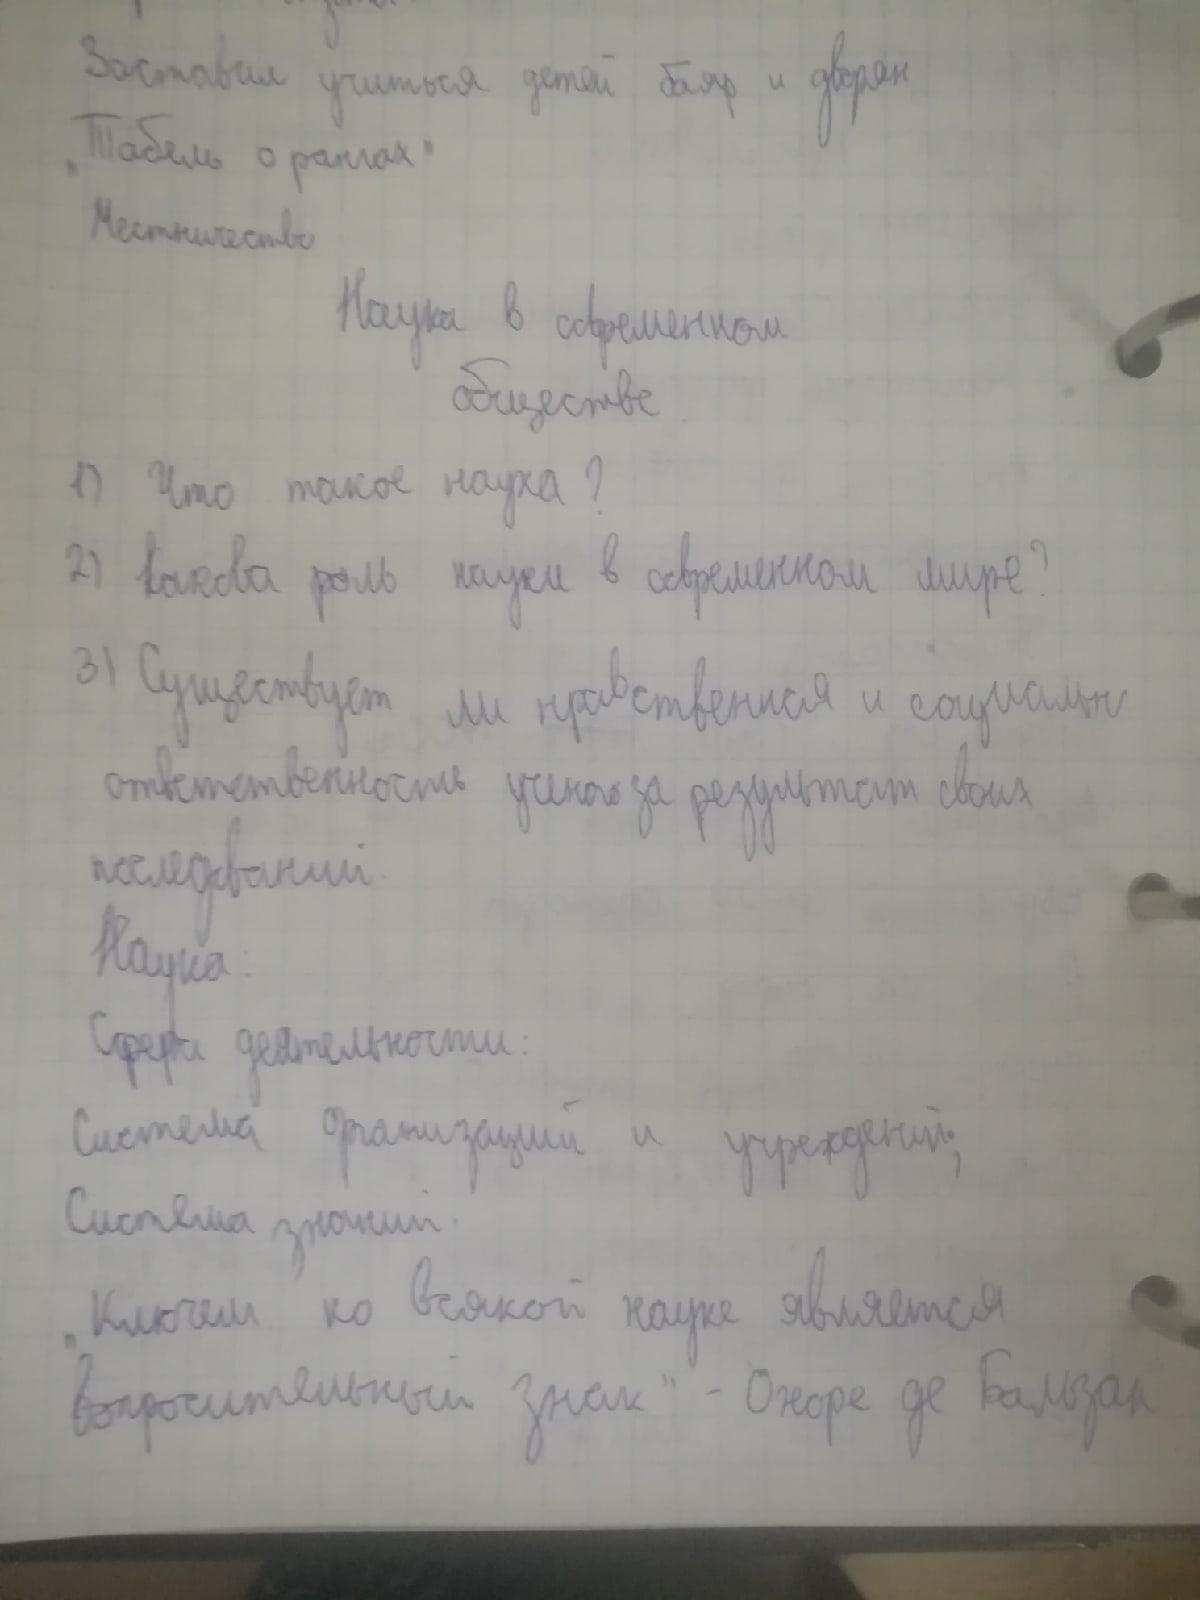 Заставил учиться детей бояр и дворян
„Табель о рангах"
Местничество
Наука в современном
обществе
1) Что такое наука?
2) Какова роль науки в современном мире?
3) Существует ли нравственная и социальн
ответственность ученого за результат своих
исследований.
Наука:
Сфера деятельности:
Система организаций и учреждений;
Система знаний.
„Ключем ко всякой науке является
вопросительный знак" - Оноре де Бальзак